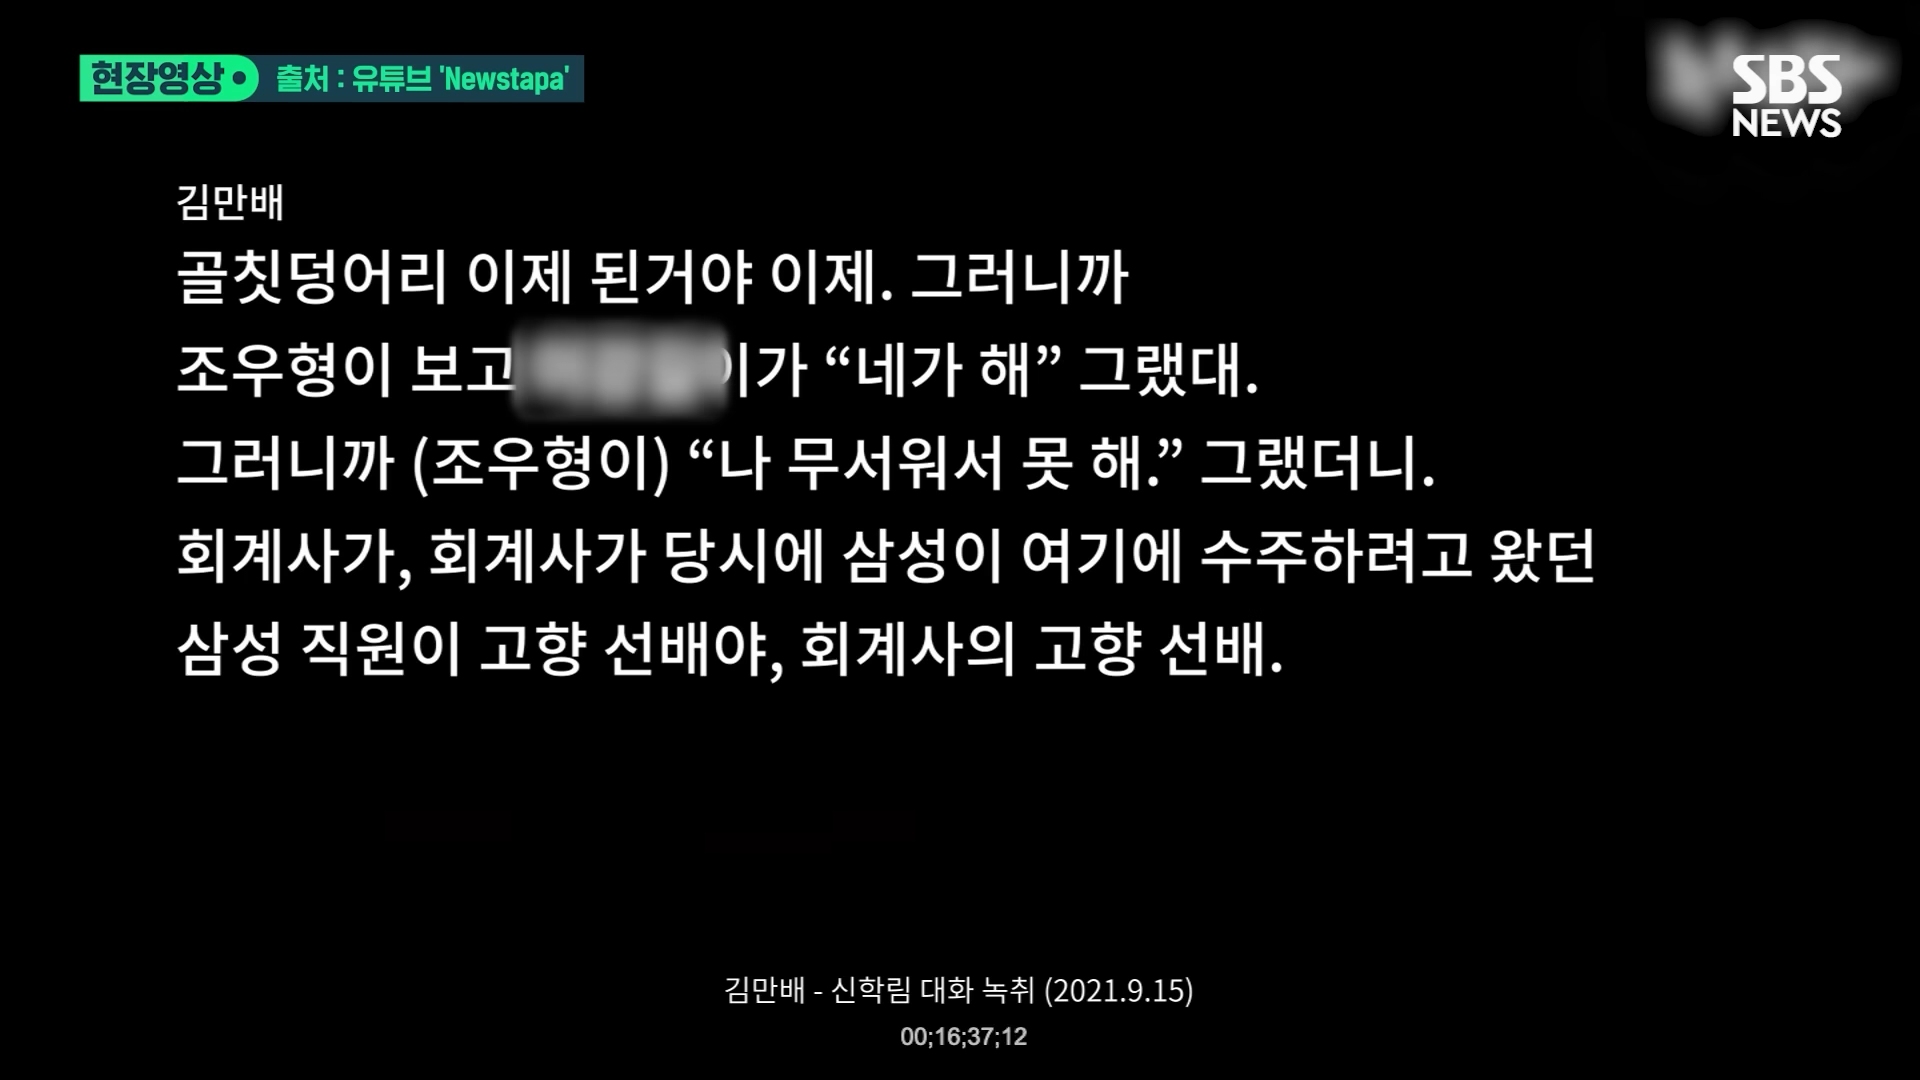 현장영상
출처 : 유튜브 'Newstapa'
SBS
NEWS
김만배
골칫덩어리 이제 된거야 이제. 그러니까
조우형이 보고 이가 “네가 해” 그랬대.
그러니까 (조우형이) “나 무서워서 못 해.” 그랬더니.
회계사가, 회계사가 당시에 삼성이 여기에 수주하려고 왔던
삼성 직원이 고향 선배야, 회계사의 고향 선배.
김만배 - 신학림 대화 녹취 (2021.9.15)
00;16;37;12